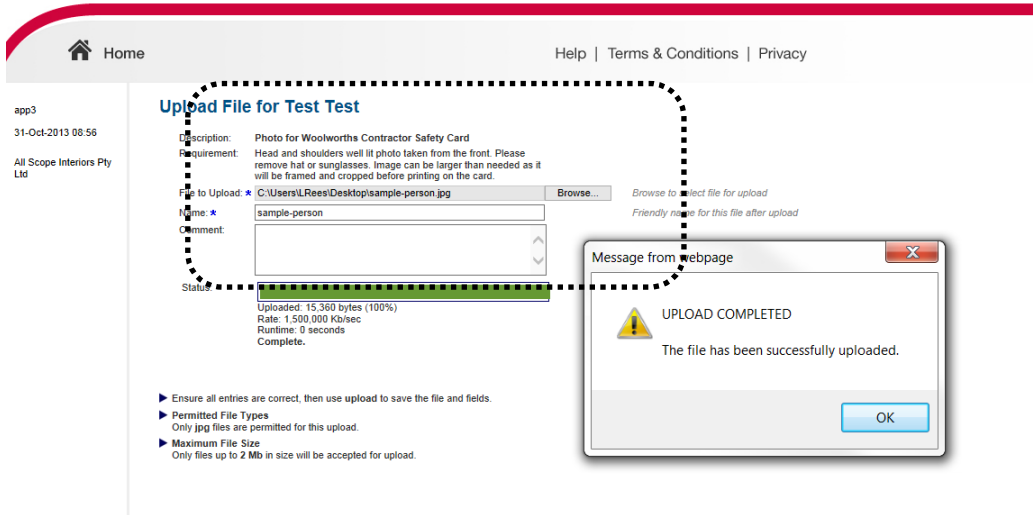 Home
Help | Terms & Conditions | Privacy
app3
31-Oct-2013 08:56
All Scope Interiors Pty
Ltd
Upload File for Test Test
Description: Photo for Woolworths Contractor Safety Card
Requirement: Head and shoulders well lit photo taken from the front. Please
remove hat or sunglasses. Image can be larger than needed as it
will be framed and cropped before printing on the card.
File to Upload: * C:\Users\LRees\Desktop\sample-person.jpg Browse... Browse to select file for upload
Name: * sample-person Friendly name for this file after upload
Comment:
Status:
Uploaded: 15,360 bytes (100%)
Rate: 1,500,000 Kb/sec
Runtime: 0 seconds
Complete.
Message from webpage
X
UPLOAD COMPLETED
The file has been successfully uploaded.
OK
Ensure all entries are correct, then use upload to save the file and fields.
Permitted File Types
Only jpg files are permitted for this upload.
Maximum File Size
Only files up to 2 Mb in size will be accepted for upload.